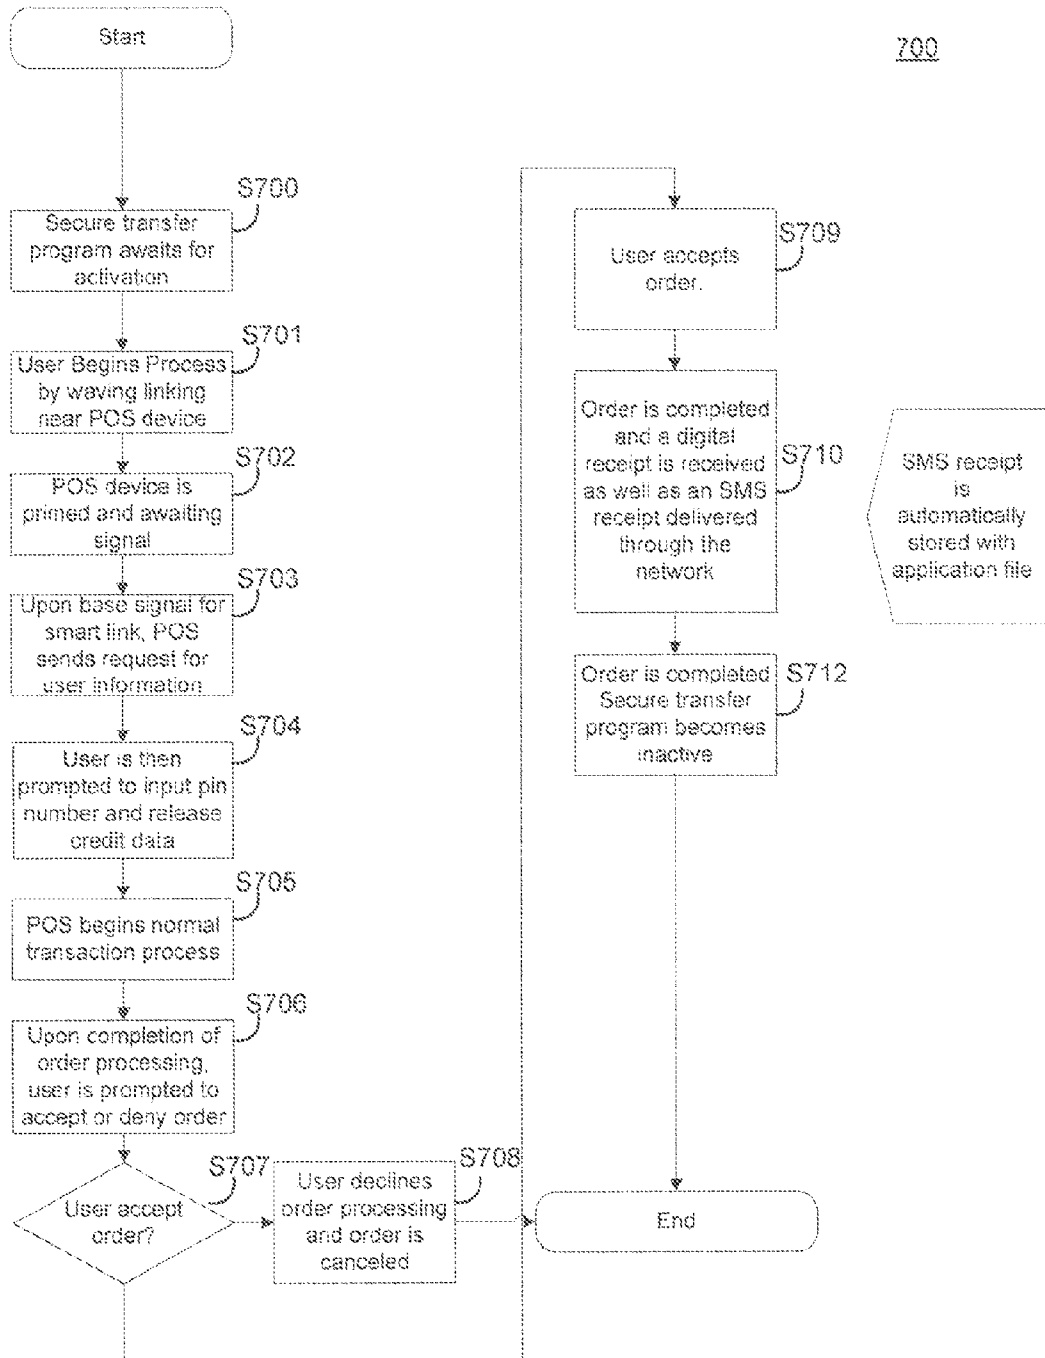 Start
700
S700
Secure transfer
program awaits for
activation
S701
User Begins Process
by waving linking
near POS device
S702
POS device is
primed and awaiting
signal
S703
Upon base signal for
smart link, POS
sends request for
user information
S704
User is then
prompted to input pin
number and release
credit data
S705
POS begins normal
transaction process
S706
Upon completion of
order processing,
user is prompted to
accept or deny order
S707
User accept
order?
S708
User declines
order processing
and order is
canceled
S709
User accepts
order.
S710
Order is completed
and a digital
receipt is received
as well as an SMS
receipt delivered
through the
network
SMS receipt
is
automatically
stored with
application file
S712
Order is completed
Secure transfer
program becomes
inactive
End